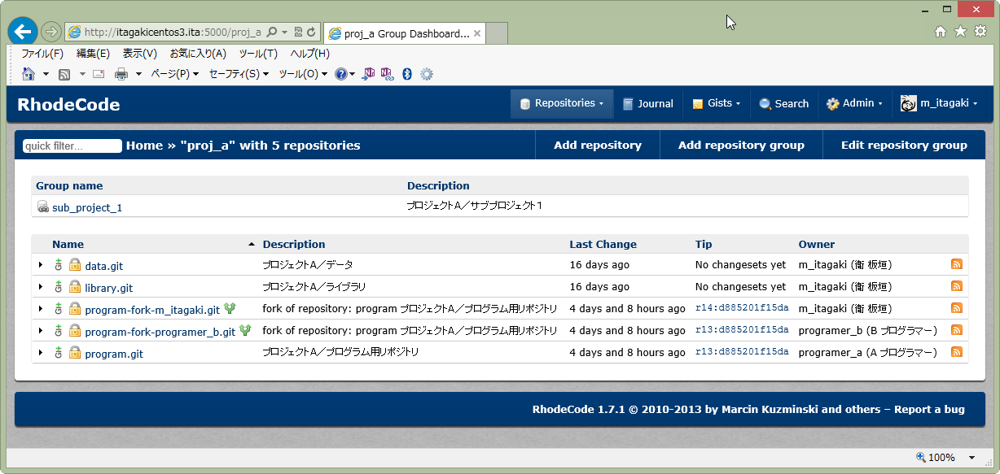 http://itagakicentos3.ita:5000/proj_a
proj_a Group Dashboard...
ファイル(F) 編集(E) 表示(V) お気に入り(A) ツール(T) ヘルプ(H)
ページ(P) セーフティ(S) ツール(O)
RhodeCode
Repositories Journal Gists Search Admin m_itagaki
quick filter... Home » "proj_a" with 5 repositories Add repository Add repository group Edit repository group
Group name Description
sub_project_1 プロジェクトA／サブプロジェクト1
Name Description Last Change Tip Owner
data.git プロジェクトA／データ 16 days ago No changesets yet m_itagaki (衛 板垣)
library.git プロジェクトA／ライブラリ 16 days ago No changesets yet m_itagaki (衛 板垣)
program-fork-m_itagaki.git fork of repository: program プロジェクトA／プログラム用リポジトリ 4 days and 8 hours ago r14:d885201f15da m_itagaki (衛 板垣)
program-fork-programer_b.git fork of repository: program プロジェクトA／プログラム用リポジトリ 4 days and 8 hours ago r13:d885201f15da programer_b (B プログラマー)
program.git プロジェクトA／プログラム用リポジトリ 4 days and 8 hours ago r13:d885201f15da programer_a (A プログラマー)
RhodeCode 1.7.1 © 2010-2013 by Marcin Kuzminski and others – Report a bug
100%